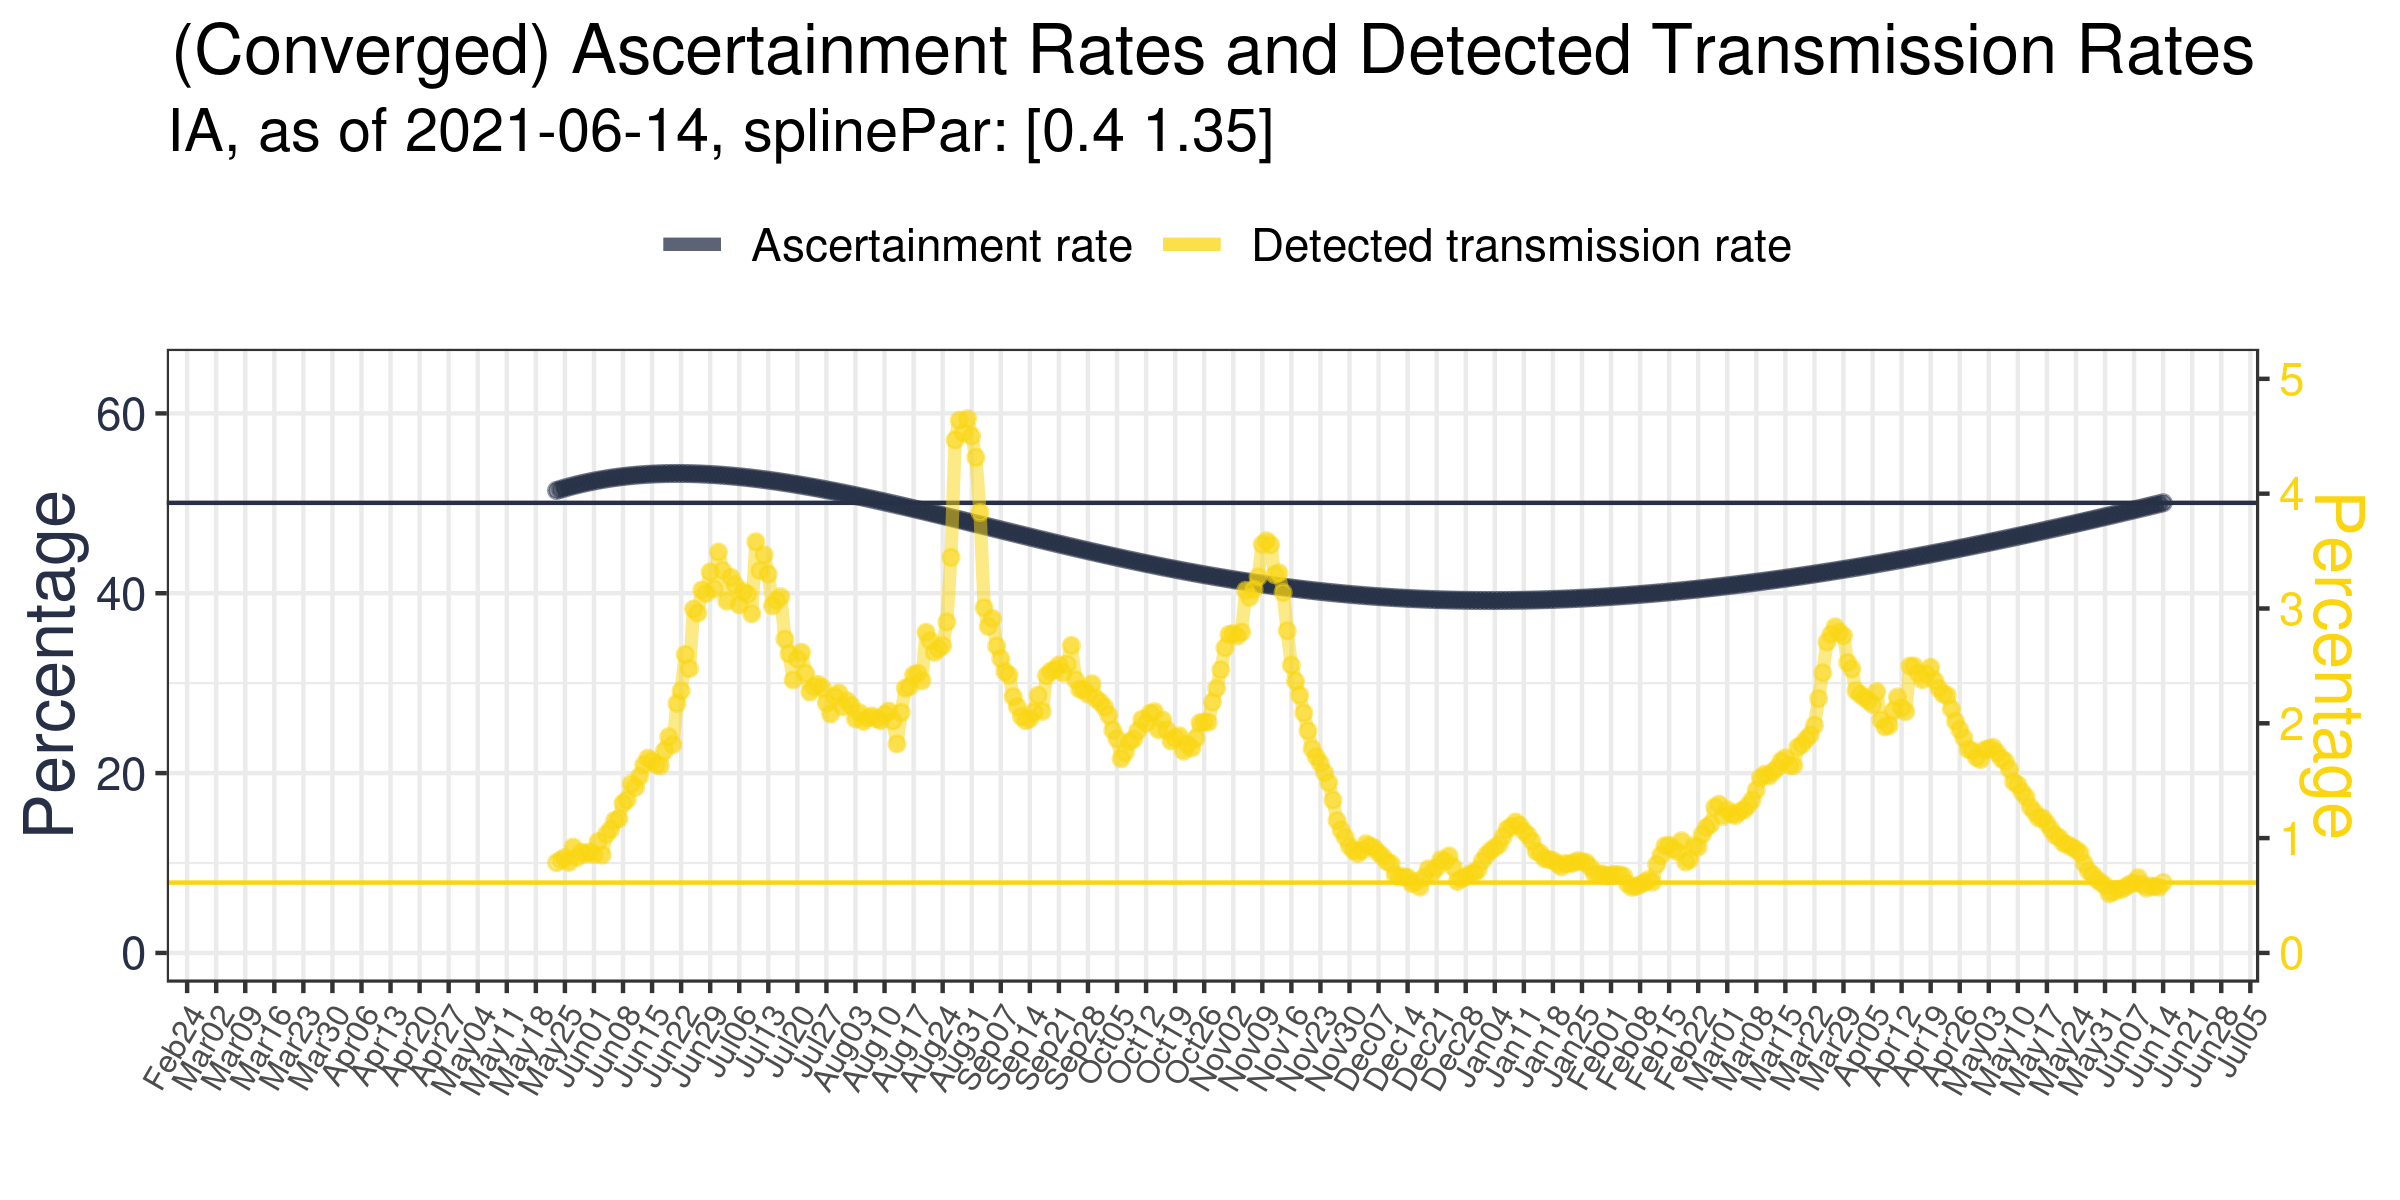 (Converged) Ascertainment Rates and Detected Transmission Rates
IA, as of 2021-06-14, splinePar: [0.4 1.35]
Ascertainment rate Detected transmission rate
Percentage
60
40
20
0
5
4
3
2
1
0
Percentage
Feb24 Mar02 Mar09 Mar16 Mar23 Mar30 Apr06 Apr13 Apr20 Apr27 May04 May11 May18 May25 Jun01 Jun08 Jun15 Jun22 Jun29 Jul06 Jul13 Jul20 Jul27 Aug03 Aug10 Aug17 Aug24 Aug31 Sep07 Sep14 Sep21 Sep28 Oct05 Oct12 Oct19 Oct26 Nov02 Nov09 Nov16 Nov23 Nov30 Dec07 Dec14 Dec21 Dec28 Jan04 Jan11 Jan18 Jan25 Feb01 Feb08 Feb15 Feb22 Mar01 Mar08 Mar15 Mar22 Mar29 Apr05 Apr12 Apr19 Apr26 May03 May10 May17 May24 May31 Jun07 Jun14 Jun21 Jun28 Jul05